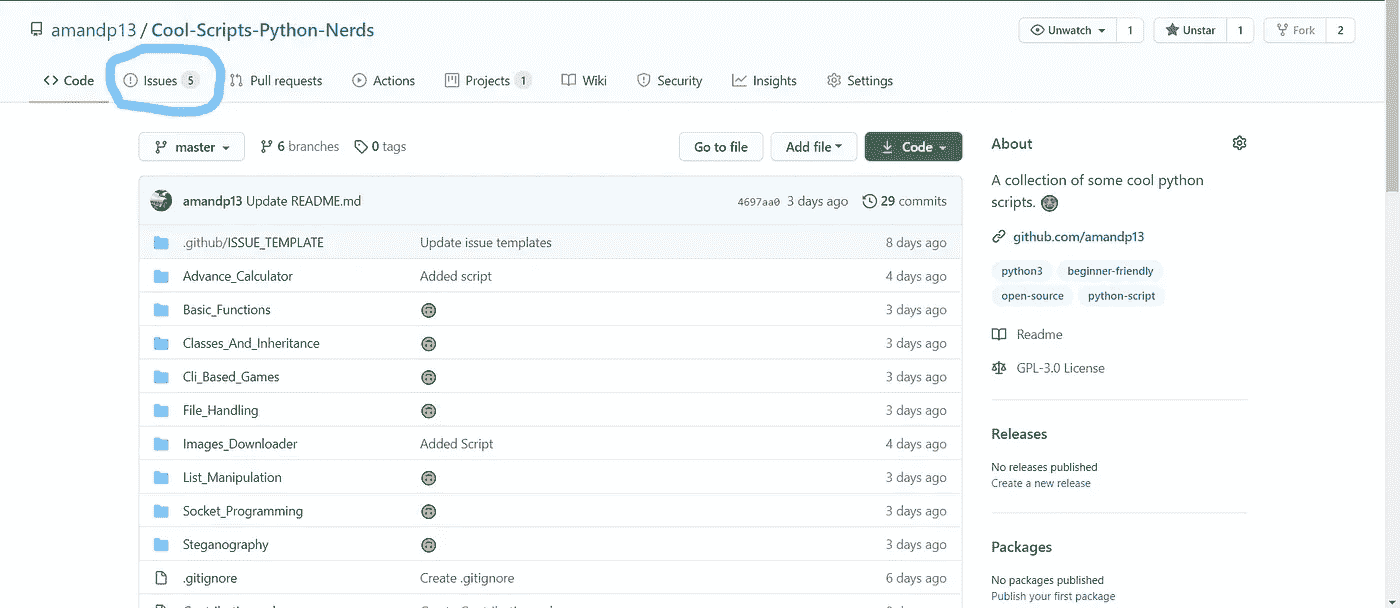 amandp13 / Cool-Scripts-Python-Nerds
Unwatch 1 Unstar 1 Fork 2
Code Issues 5 Pull requests Actions Projects 1 Wiki Security Insights Settings
master 6 branches 0 tags Go to file Add file Code
amandp13 Update README.md 4697aa0 3 days ago 29 commits
.github/ISSUE_TEMPLATE Update issue templates 8 days ago
Advance_Calculator Added script 4 days ago
Basic_Functions 3 days ago
Classes_And_Inheritance 3 days ago
Cli_Based_Games 3 days ago
File_Handling 3 days ago
Images_Downloader Added Script 4 days ago
List_Manipulation 3 days ago
Socket_Programming 3 days ago
Steganography 3 days ago
.gitignore Create .gitignore 6 days ago
About
A collection of some cool python
scripts.
github.com/amandp13
python3 beginner-friendly
open-source python-script
Readme
GPL-3.0 License
Releases
No releases published
Create a new release
Packages
No packages published
Publish your first package